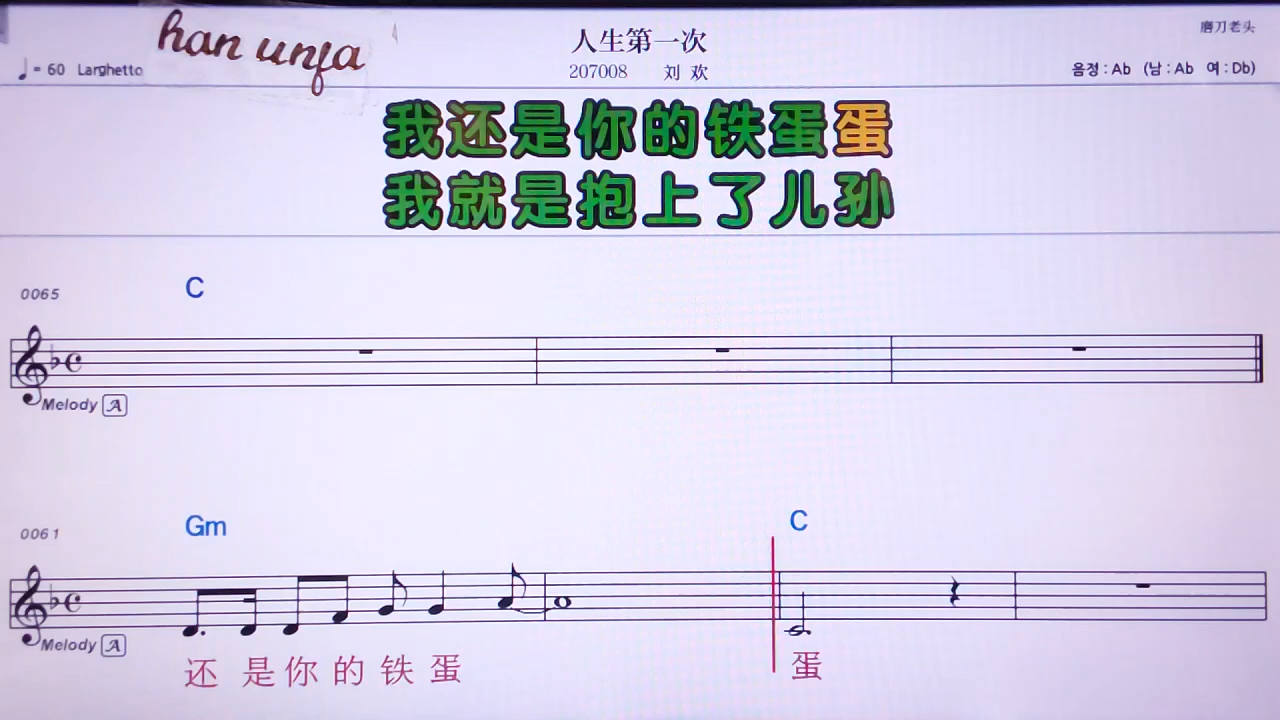 han unfa
人生第一次
磨刀老头
♩= 60 Larghetto
207008 刘 欢
음정 : Ab (남 : Ab 여 : Db)
我还是你的铁蛋蛋
我就是抱上了儿孙
0065
C
Melody A
0061
Gm
C
Melody A
还 是 你 的 铁 蛋 蛋